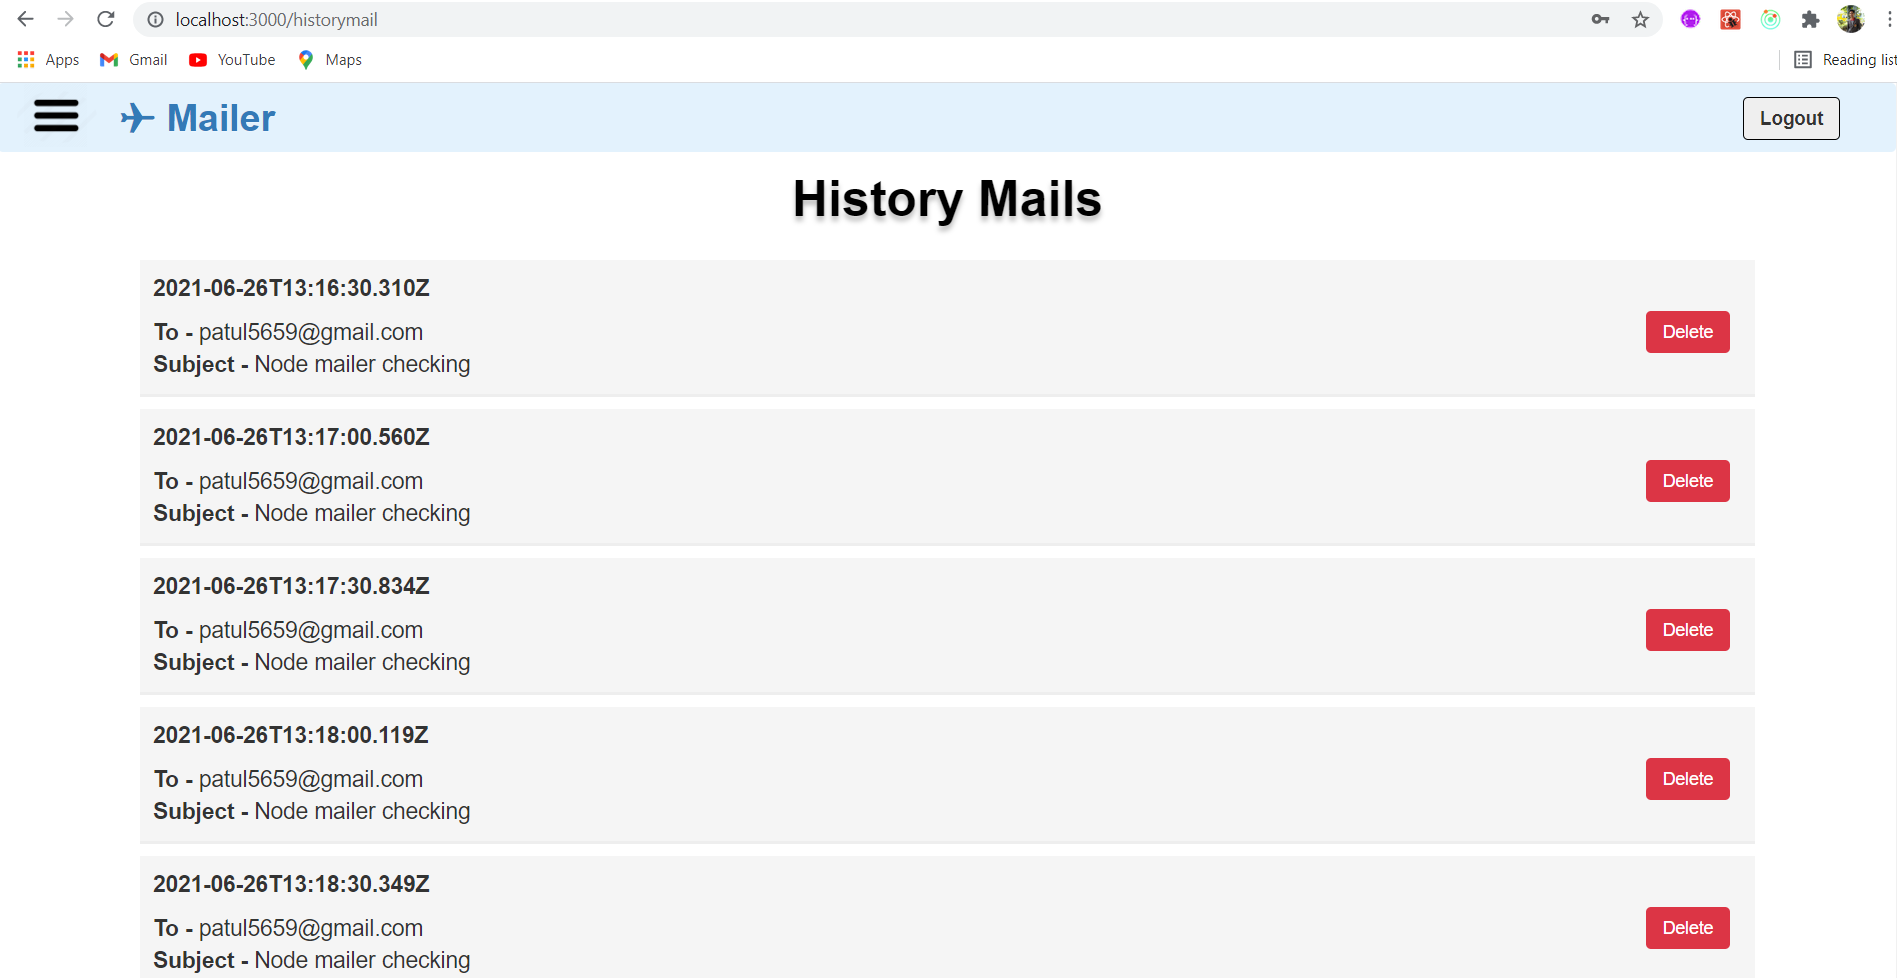 localhost:3000/historymail
Apps Gmail YouTube Maps Reading list
Mailer Logout
History Mails
2021-06-26T13:16:30.310Z
To - patul5659@gmail.com
Delete
Subject - Node mailer checking
2021-06-26T13:17:00.560Z
To - patul5659@gmail.com
Delete
Subject - Node mailer checking
2021-06-26T13:17:30.834Z
To - patul5659@gmail.com
Delete
Subject - Node mailer checking
2021-06-26T13:18:00.119Z
To - patul5659@gmail.com
Delete
Subject - Node mailer checking
2021-06-26T13:18:30.349Z
To - patul5659@gmail.com
Delete
Subject - Node mailer checking